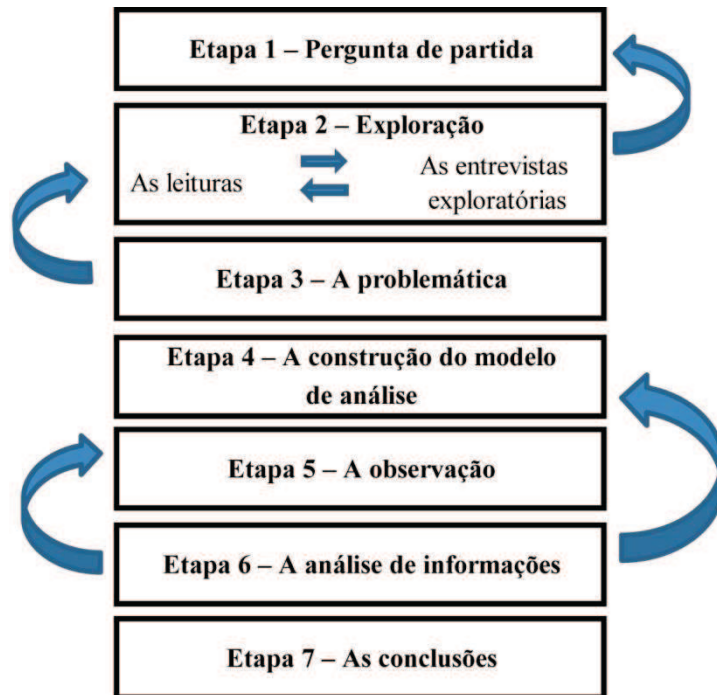 Etapa 1 – Pergunta de partida
Etapa 2 – Exploração
As leituras
As entrevistas
exploratórias
Etapa 3 – A problemática
Etapa 4 – A construção do modelo
de análise
Etapa 5 – A observação
Etapa 6 – A análise de informações
Etapa 7 – As conclusões